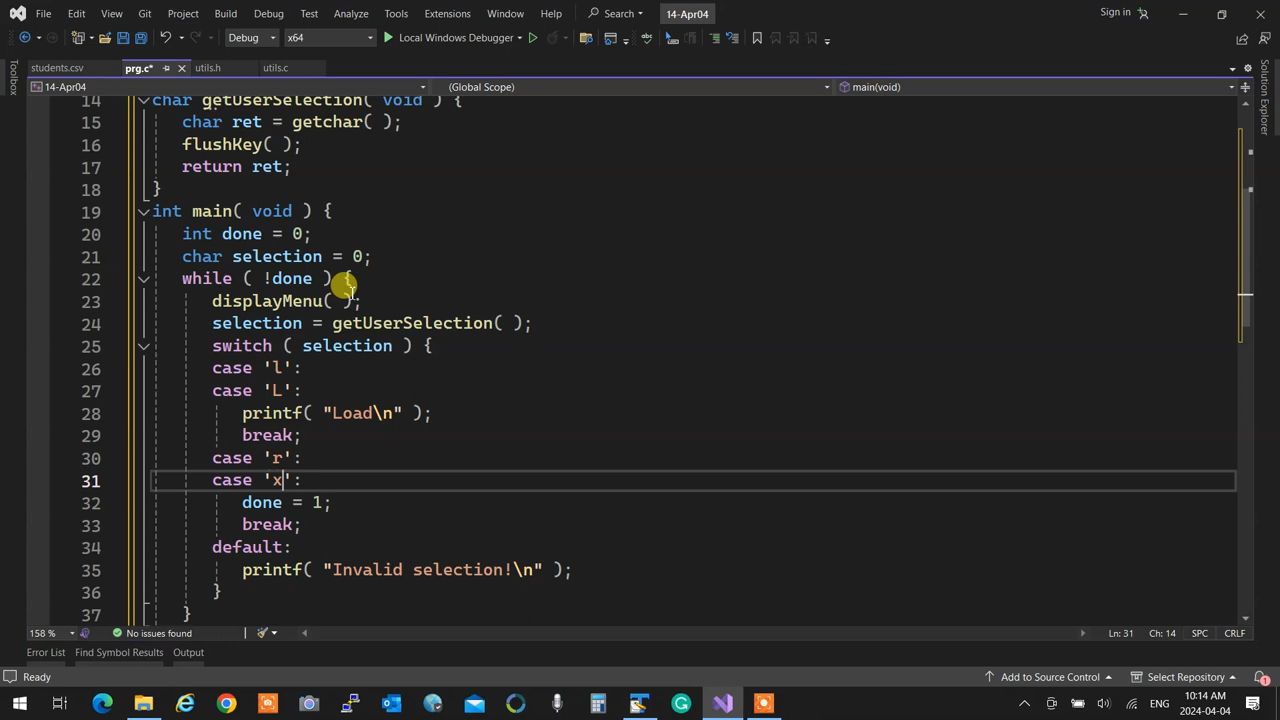 File Edit View Git Project Build Debug Test Analyze Tools Extensions Window Help Search 14-Apr04 Sign in
Debug x64 Local Windows Debugger
students.csv prg.c* utils.h utils.c
14-Apr04 (Global Scope) main(void)
14 char getUserSelection( void ) {
15 char ret = getchar( );
16 flushKey( );
17 return ret;
18 }
19 int main( void ) {
20 int done = 0;
21 char selection = 0;
22 while ( !done ) {
23 displayMenu( );
24 selection = getUserSelection( );
25 switch ( selection ) {
26 case 'l':
27 case 'L':
28 printf( "Load\n" );
29 break;
30 case 'r':
31 case 'x':
32 done = 1;
33 break;
34 default:
35 printf( "Invalid selection!\n" );
36 }
37 }
Toolbox
Solution Explorer
158 % No issues found Ln: 31 Ch: 14 SPC CRLF
Error List Find Symbol Results Output
Ready Add to Source Control Select Repository 1
ENG 10:14 AM
2024-04-04